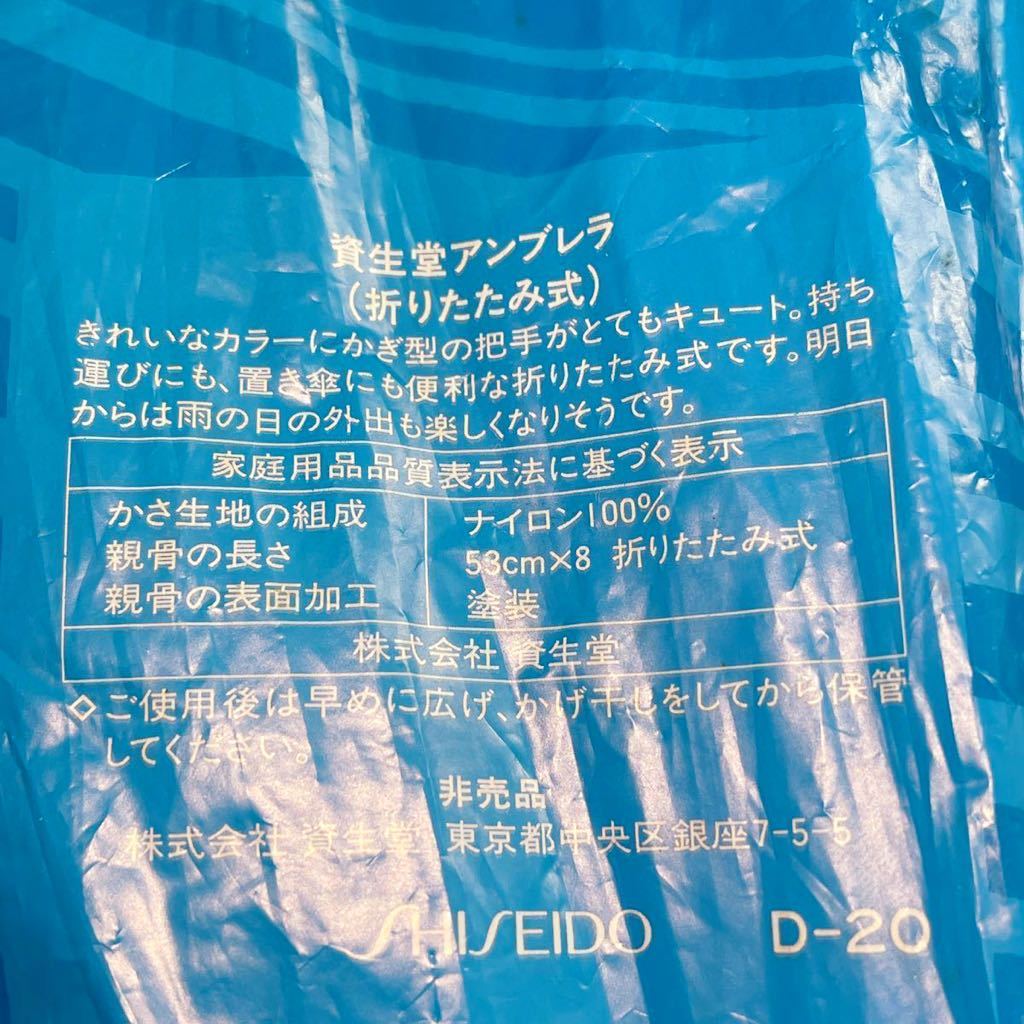 資生堂アンブレラ
(折りたたみ式)
きれいなカラーにかぎ型の把手がとてもキュート。持ち
運びにも、置き傘にも便利な折りたたみ式です。明日
からは雨の日の外出も楽しくなりそうです。
家庭用品品質表示法に基づく表示
かさ生地の組成 ナイロン100%
親骨の長さ 53cm×8 折りたたみ式
親骨の表面加工 塗装
株式会社 資生堂
◇ご使用後は早めに広げ、かげ干しをしてから保管
してください。
非売品
株式会社 資生堂 東京都中央区銀座7-5-5
SHISEIDO D-20